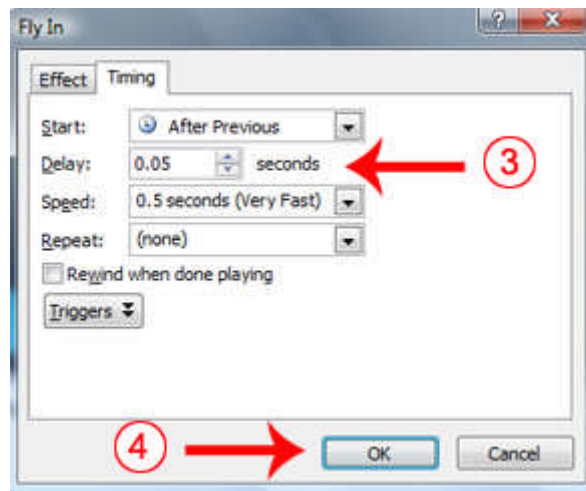 Fly In
Effect Timing
Start: After Previous
Delay: 0.05 seconds 3
Speed: 0.5 seconds (Very Fast)
Repeat: (none)
Rewind when done playing
Triggers
4 OK Cancel